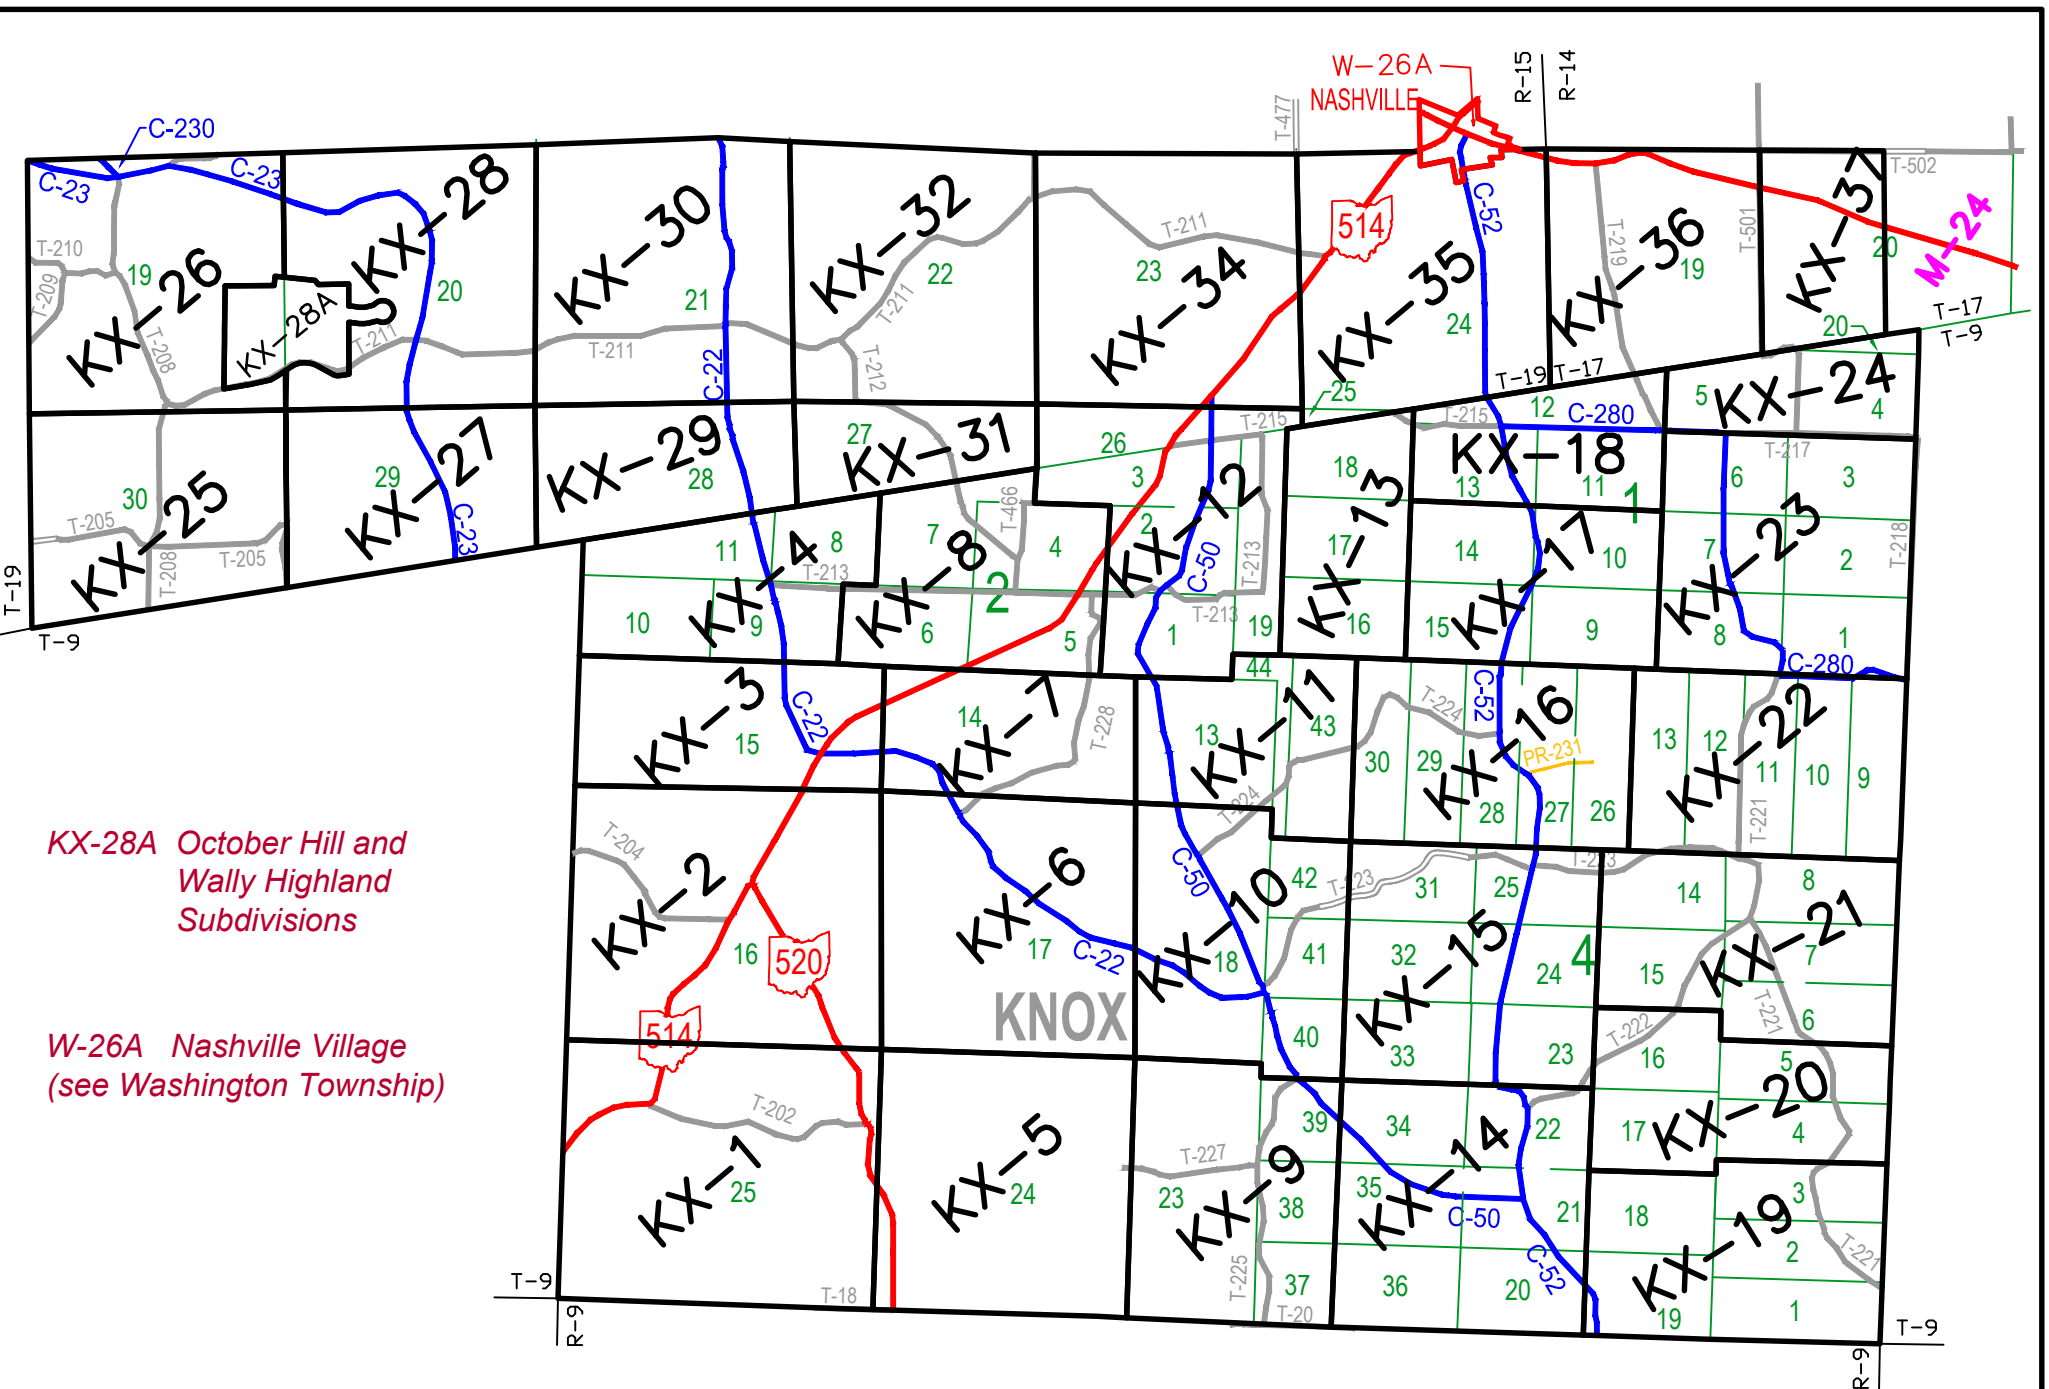 W-26A
NASHVILLE
T-477
R-15
R-14
C-230
C-23
C-23
T-502
T-210
T-209
19
KX-26
T-208
KX-28A
KX-28
20
T-211
KX-30
21
T-211
C-22
KX-32
22
T-211
T-212
23
T-211
KX-34
514
C-52
KX-35
24
25
T-219
KX-36
19
T-501
KX-37
20
M-24
T-17
T-9
20
T-19
T-17
30
KX-25
T-205
T-205
T-208
29
KX-27
C-23
KX-29
28
27
KX-31
26
T-215
3
KX-12
2
C-50
T-213
T-213
1
19
18
KX-13
17
16
T-215
12
C-280
KX-18
13
11
1
14
KX-17
10
15
9
5
KX-24
4
T-217
6
3
KX-23
7
2
T-218
8
1
C-280
T-19
T-9
11
8
KX-4
T-213
10
9
7
T-466
4
KX-8
2
6
5
KX-3
15
C-22
14
KX-7
T-228
44
13
KX-11
43
T-224
T-224
C-52
KX-16
PR-231
30
29
28
27
26
13
12
KX-22
11
10
9
T-221
KX-28A October Hill and
Wally Highland
Subdivisions
T-204
KX-2
16
520
514
KX-6
17
C-22
KNOX
C-50
KX-10
18
42
T-223
41
40
31
25
T-223
32
KX-15
24
4
33
23
14
8
KX-21
15
7
T-221
6
T-222
W-26A Nashville Village
(see Washington Township)
T-202
KX-1
25
T-18
KX-5
24
T-227
23
KX-9
39
38
37
T-225
T-20
34
22
35
KX-14
C-50
21
36
20
C-52
16
5
17
KX-20
4
18
3
KX-19
2
T-221
19
1
T-9
R-9
T-9
R-9